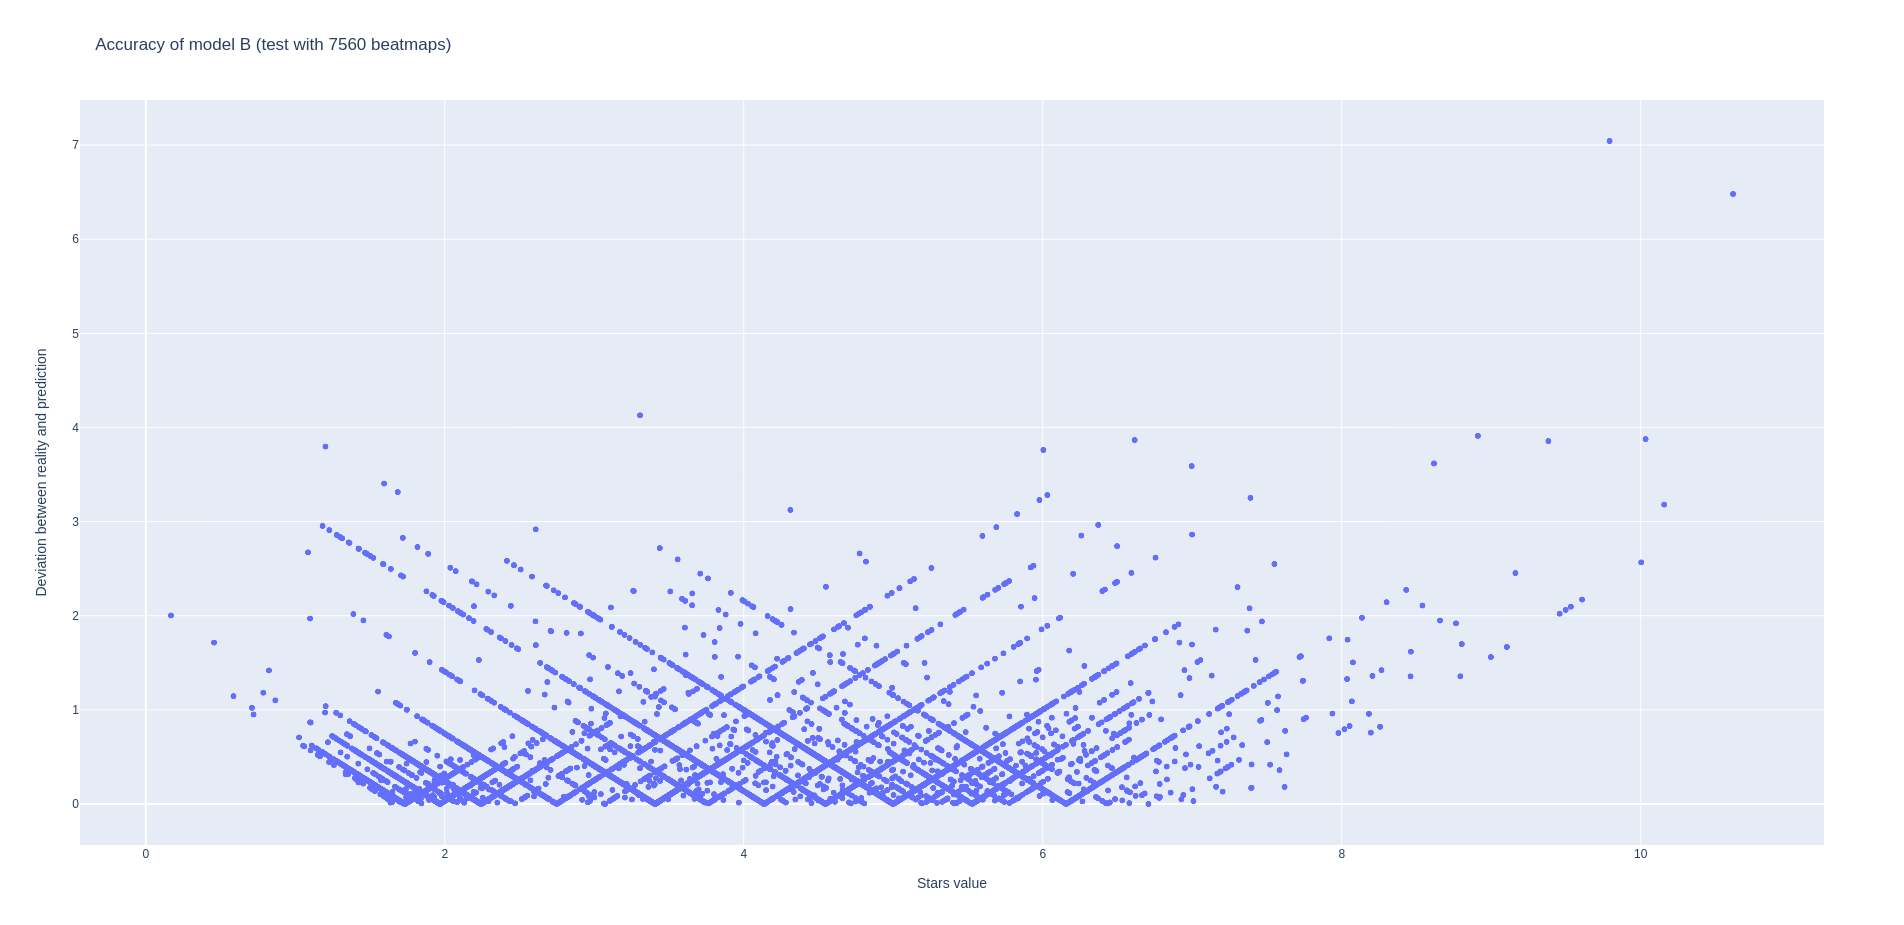 Accuracy of model B (test with 7560 beatmaps)
Deviation between reality and prediction
7
6
5
4
3
2
1
0
0 2 4 6 8 10
Stars value